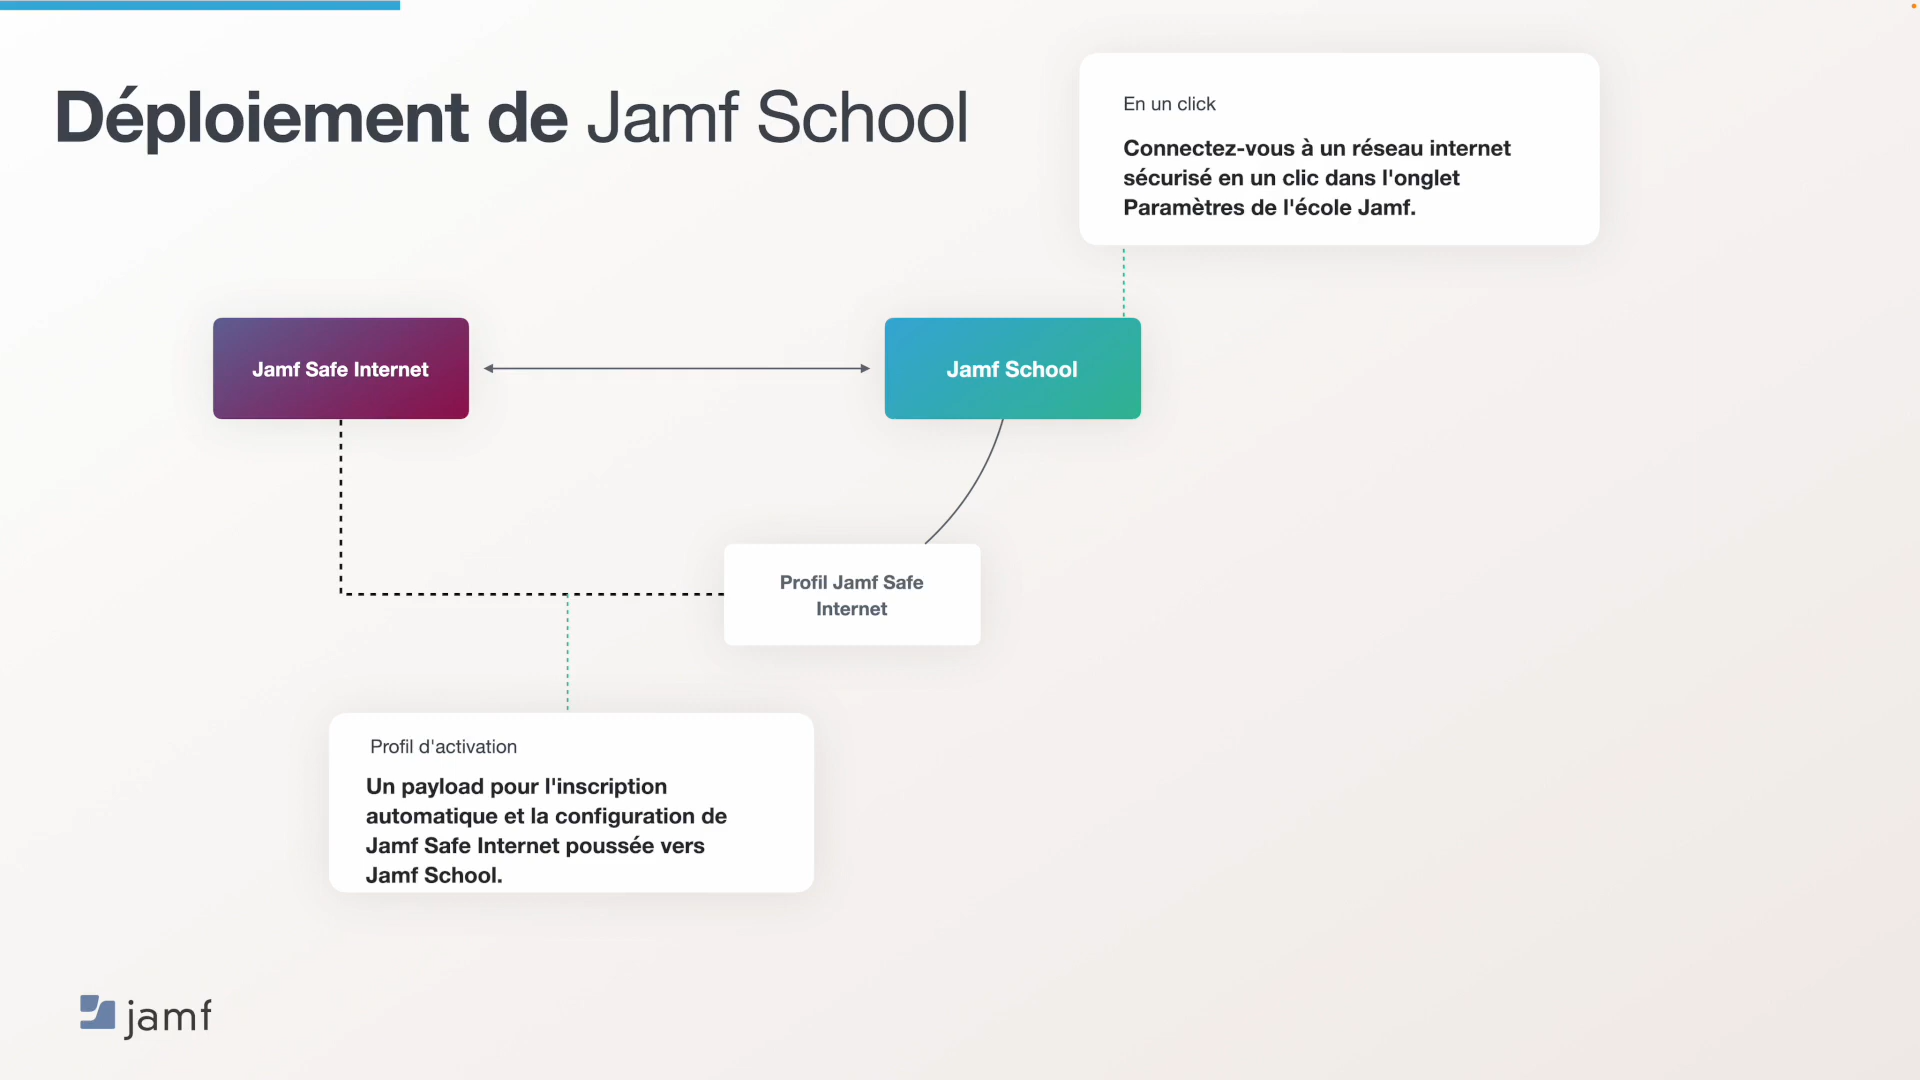 Déploiement de Jamf School
En un click
Connectez-vous à un réseau internet
sécurisé en un clic dans l'onglet
Paramètres de l'école Jamf.
Jamf Safe Internet
Jamf School
Profil Jamf Safe
Internet
Profil d'activation
Un payload pour l'inscription
automatique et la configuration de
Jamf Safe Internet poussée vers
Jamf School.
jamf